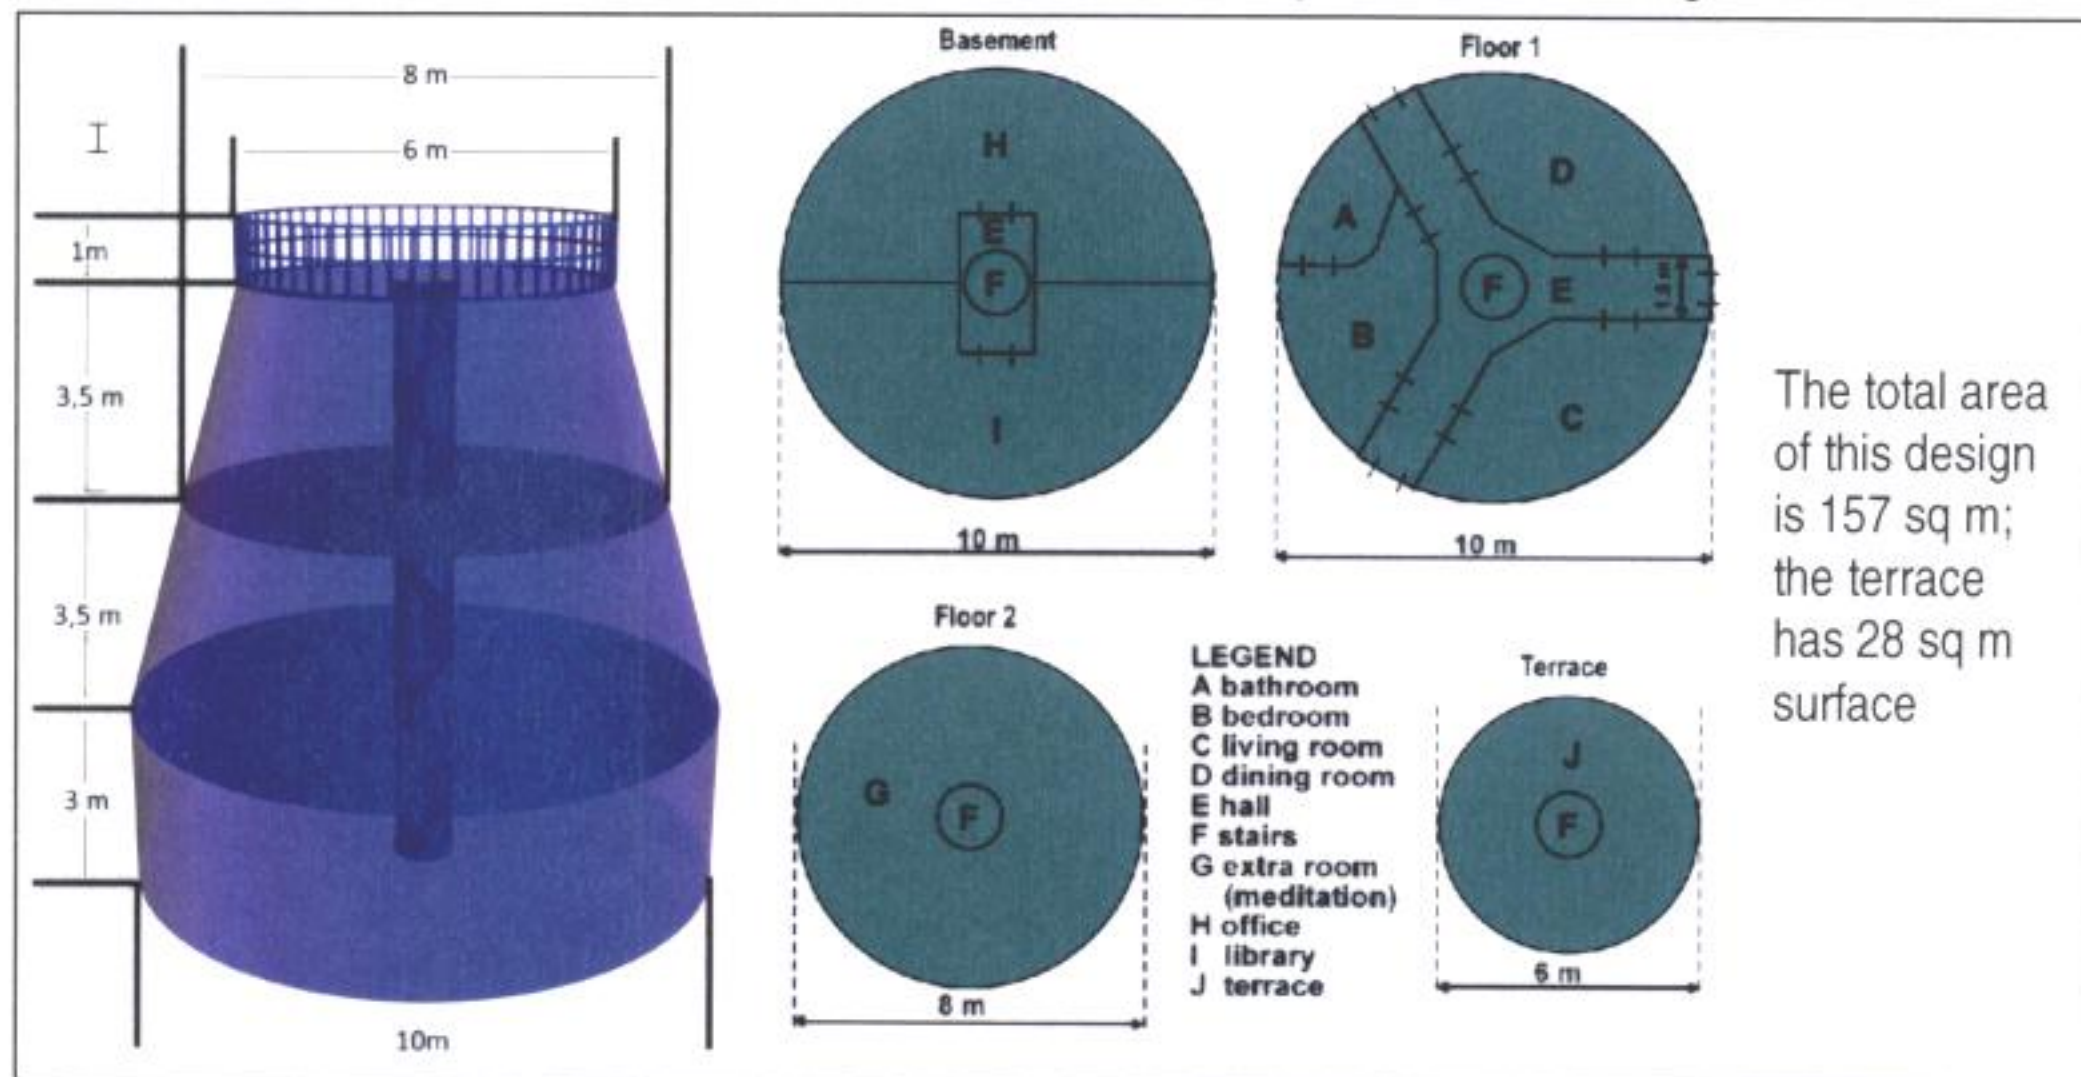 8 m
6 m
I
1m
3,5 m
3,5 m
3 m
10m
Basement
H
E
F
I
10 m
Floor 1
A
D
F
E
B
C
10 m
Floor 2
G
F
8 m
LEGEND
A bathroom
B bedroom
C living room
D dining room
E hall
F stairs
G extra room
(meditation)
H office
I library
J terrace
Terrace
J
F
6 m
The total area
of this design
is 157 sq m;
the terrace
has 28 sq m
surface